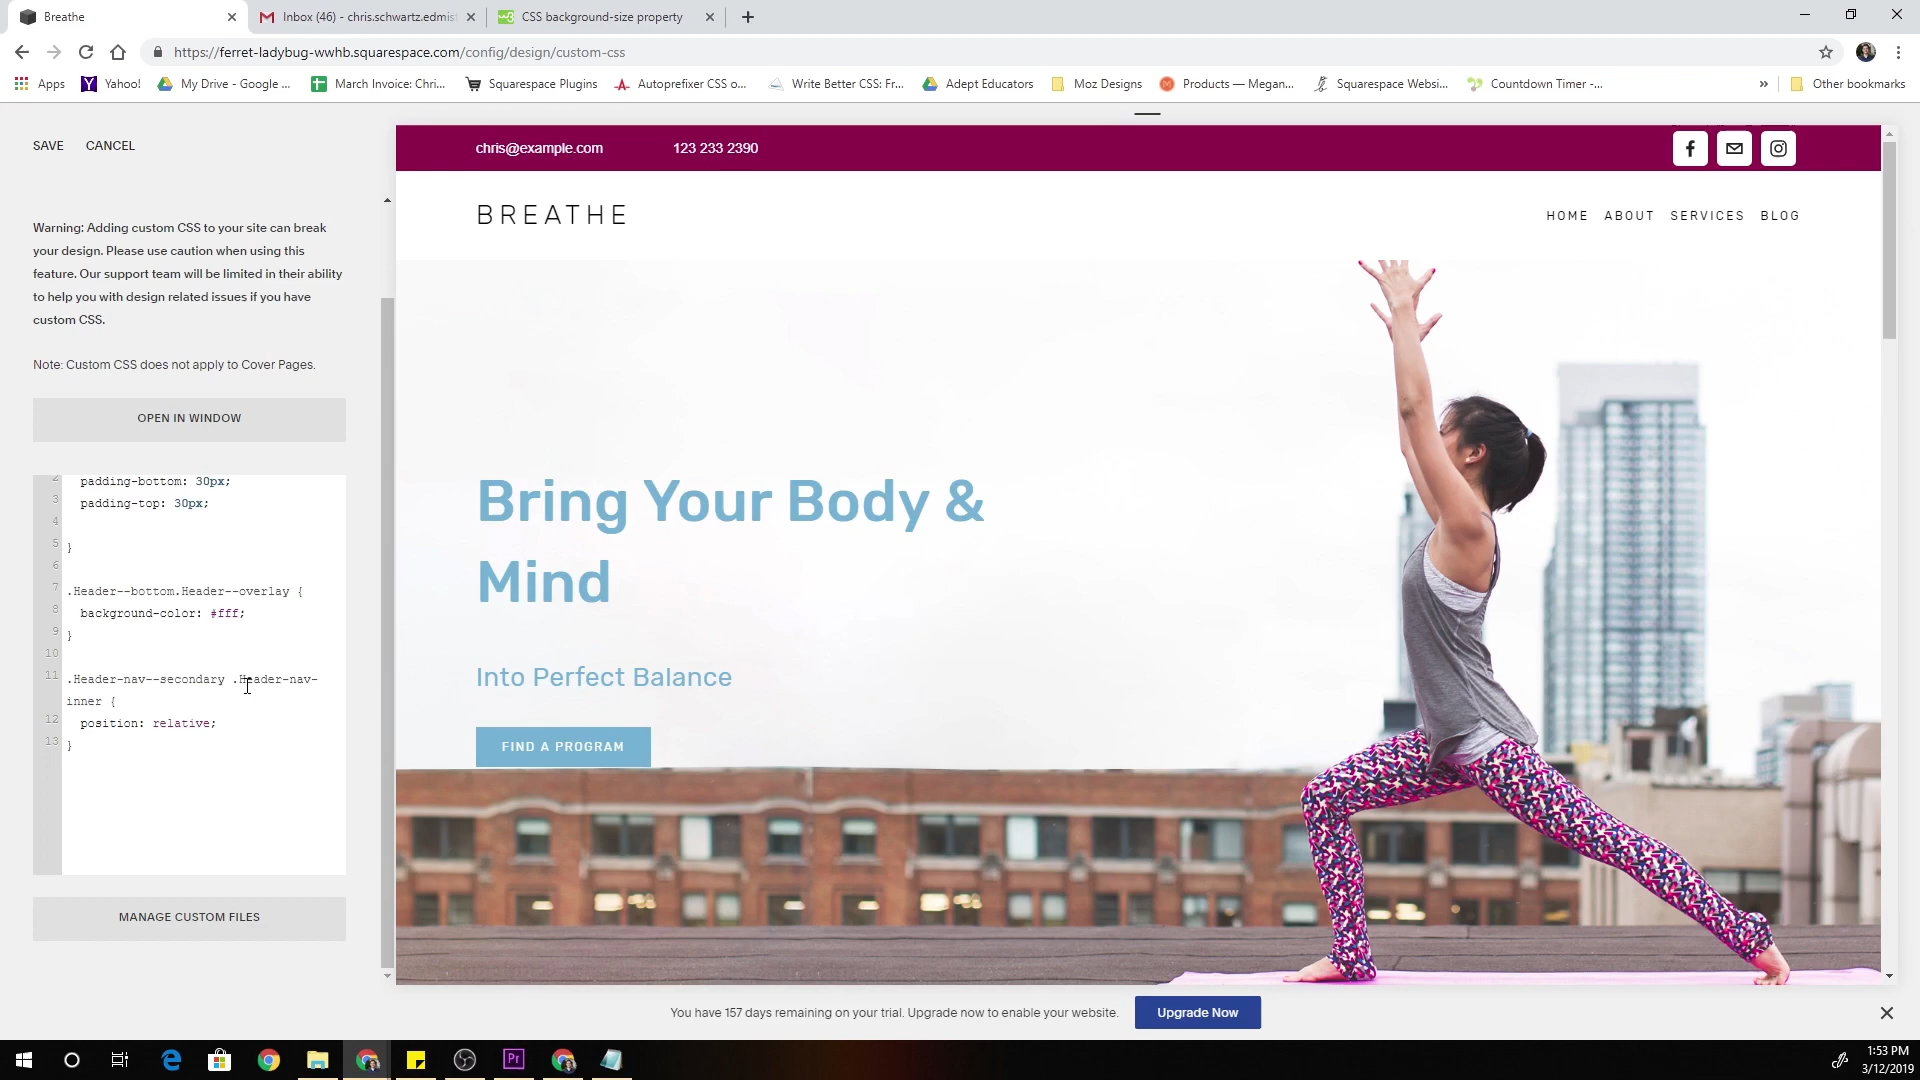 Breathe
Inbox (46) - chris.schwartz.edmis
CSS background-size property
https://ferret-ladybug-wwhb.squarespace.com/config/design/custom-css
Apps
Yahoo!
My Drive - Google ...
March Invoice: Chri...
Squarespace Plugins
Autoprefixer CSS o...
Write Better CSS: Fr...
Adept Educators
Moz Designs
Products — Megan...
Squarespace Websi...
Countdown Timer -...
»
Other bookmarks
SAVE CANCEL
Warning: Adding custom CSS to your site can break
your design. Please use caution when using this
feature. Our support team will be limited in their ability
to help you with design related issues if you have
custom CSS.
Note: Custom CSS does not apply to Cover Pages.
OPEN IN WINDOW
2 padding-bottom: 30px;
3 padding-top: 30px;
4
5 }
6
7 .Header--bottom.Header--overlay {
8 background-color: #fff;
9 }
10
11 .Header-nav--secondary .Header-nav-
inner {
12 position: relative;
13 }
MANAGE CUSTOM FILES
chris@example.com 123 233 2390
BREATHE
HOME ABOUT SERVICES BLOG
Bring Your Body &
Mind
Into Perfect Balance
FIND A PROGRAM
You have 157 days remaining on your trial. Upgrade now to enable your website.
Upgrade Now
Pr
1:53 PM
3/12/2019